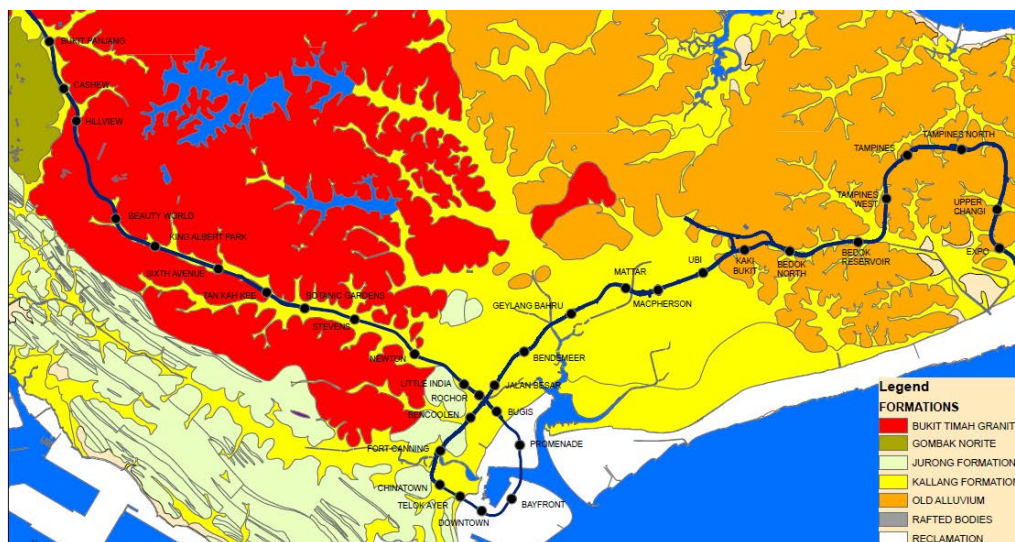 BUKIT PANJANG
CASHEW
HILLVIEW
BEAUTY WORLD
KING ALBERT PARK
SIXTH AVENUE
TAN KAH KEE
BOTANIC GARDENS
STEVENS
NEWTON
LITTLE INDIA
ROCHOR
BENCOOLEN
FORT CANNING
CHINATOWN
TELOK AYER
DOWNTOWN
BAYFRONT
PROMENADE
BUGIS
JALAN BESAR
BENDEMEER
GEYLANG BAHRU
MATTAR
MACPHERSON
UBI
KAKI
BUKIT
BEDOK
NORTH
BEDOK
RESERVOIR
TAMPINES
WEST
TAMPINES
TAMPINES NORTH
UPPER
CHANGI
EXPO
Legend
FORMATIONS
BUKIT TIMAH GRANIT
GOMBAK NORITE
JURONG FORMATION
KALLANG FORMATION
OLD ALLUVIUM
RAFTED BODIES
RECLAMATION